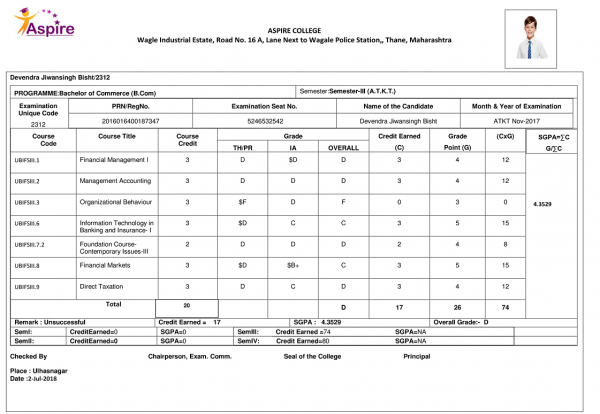 Aspire
ASPIRE COLLEGE
Wagle Industrial Estate, Road No. 16 A, Lane Next to Wagale Police Station,, Thane, Maharashtra
Devendra Jiwansingh Bisht/2312
PROGRAMME:Bachelor of Commerce (B.Com) Semester:Semester-III (A.T.K.T.)
Examination Unique Code PRN/RegNo. Examination Seat No. Name of the Candidate Month & Year of Examination
2312 2016016400187347 5246532542 Devendra Jiwansingh Bisht ATKT Nov-2017
Course Code Course Title Course Credit Grade Credit Earned Grade (CxG) SGPA=∑C
TH/PR IA OVERALL (C) Point (G) G/∑C
UBIFSIII.1 Financial Management I 3 D $D D 3 4 12
UBIFSIII.2 Management Accounting 3 D D D 3 4 12
UBIFSIII.3 Organizational Behaviour 3 $F D F 0 3 0 4.3529
UBIFSIII.6 Information Technology in Banking and Insurance- I 3 $D C C 3 5 15
UBIFSIII.7.2 Foundation Course- Contemporary Issues-III 2 D D D 2 4 8
UBIFSIII.8 Financial Markets 3 $D $B+ C 3 5 15
UBIFSIII.9 Direct Taxation 3 D C D 3 4 12
Total 20 D 17 26 74
Remark : Unsuccessful Credit Earned = 17 SGPA : 4.3529 Overall Grade:- D
SemI: CreditEarned=0 SGPA=0 SemIII: Credit Earned =74 SGPA=NA
SemII: CreditEarned=0 SGPA=0 SemIV: CreditEarned=80 SGPA=NA
Checked By Chairperson, Exam. Comm. Seal of the College Principal
Place : Ulhasnagar
Date :2-Jul-2018